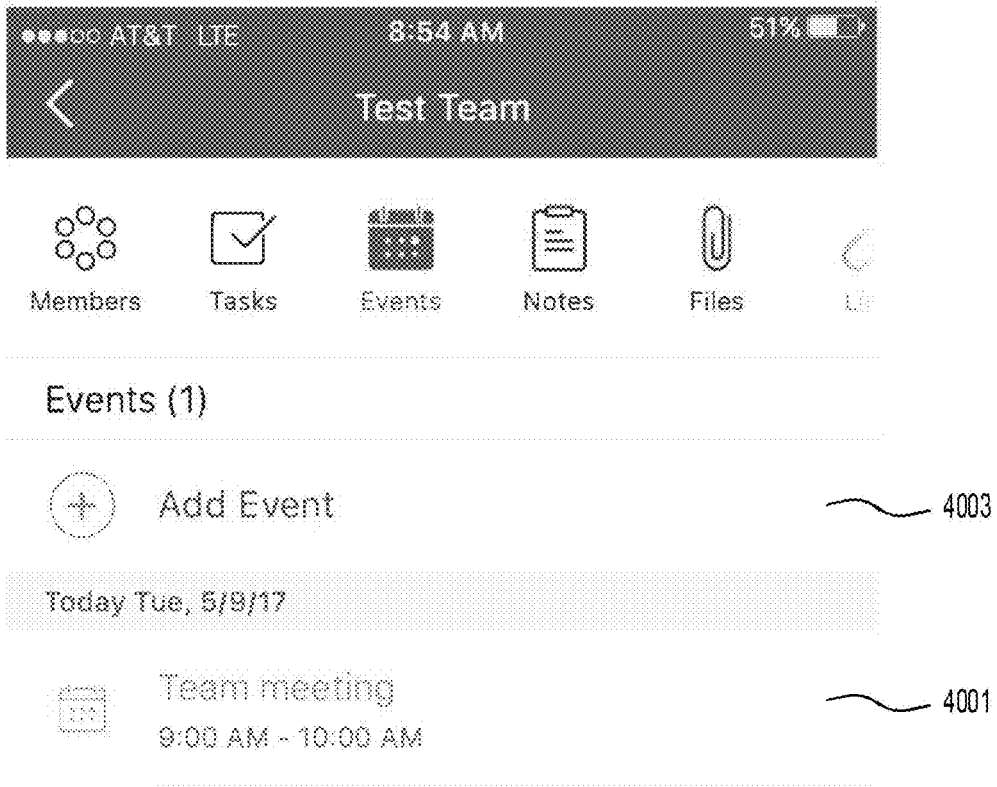 AT&T LTE 8:54 AM 51%
Test Team
Members Tasks Events Notes Files
Events (1)
Add Event
4003
Today Tue, 5/9/17
Team meeting
4001
9:00 AM - 10:00 AM